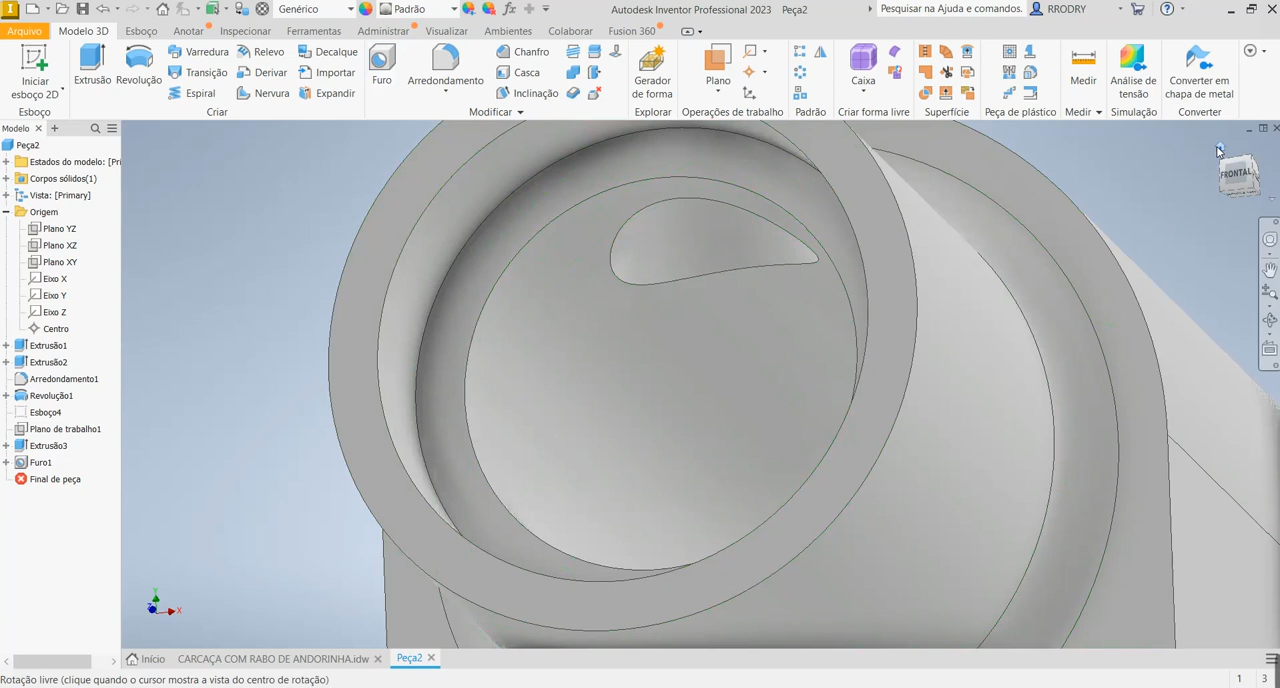 Genérico
Padrão
Autodesk Inventor Professional 2023 Peça2
Pesquisar na Ajuda e comandos.
RRODRY
Arquivo Modelo 3D Esboço Anotar Inspecionar Ferramentas Administrar Visualizar Ambientes Colaborar Fusion 360
Iniciar
esboço 2D
Esboço
Extrusão Revolução
Varredura Relevo Decalque
Transição Derivar Importar
Espiral Nervura Expandir
Criar
Furo Arredondamento
Chanfro
Casca
Inclinação
Modificar
Gerador
de forma
Explorar
Plano
Operações de trabalho
Padrão
Caixa
Criar forma livre
Superfície
Peça de plástico
Medir
Medir
Análise de
tensão
Simulação
Converter em
chapa de metal
Converter
Modelo
Peça2
Estados do modelo: [Pri
Corpos sólidos(1)
Vista: [Primary]
Origem
Plano YZ
Plano XZ
Plano XY
Eixo X
Eixo Y
Eixo Z
Centro
Extrusão1
Extrusão2
Arredondamento1
Revolução1
Esboço4
Plano de trabalho1
Extrusão3
Furo1
Final de peça
FRONTAL
Y
Z X
Início CARCAÇA COM RABO DE ANDORINHA.idw Peça2
Rotação livre (clique quando o cursor mostra a vista do centro de rotação)
1 3